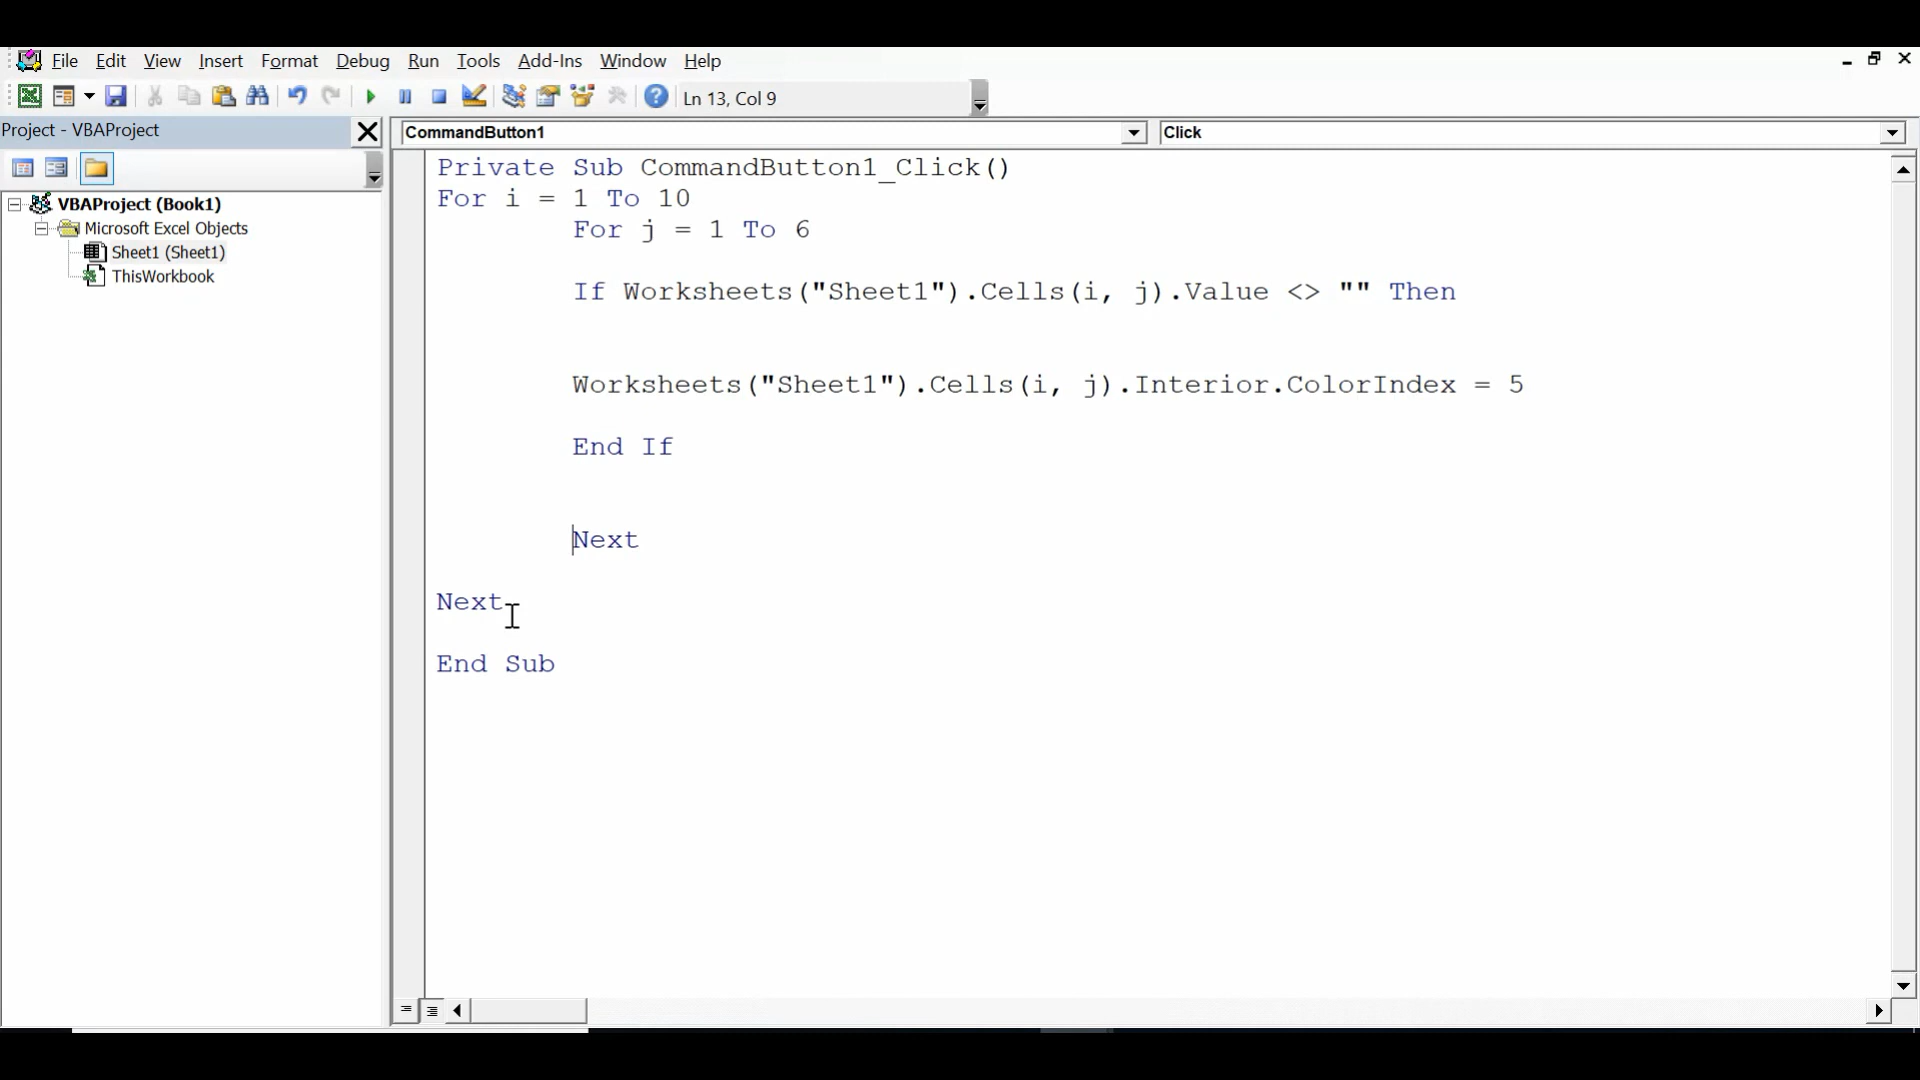 File Edit View Insert Format Debug Run Tools Add-Ins Window Help
Ln 13, Col 9
Project - VBAProject
VBAProject (Book1)
Microsoft Excel Objects
Sheet1 (Sheet1)
ThisWorkbook
CommandButton1 Click
Private Sub CommandButton1_Click()
For i = 1 To 10
For j = 1 To 6
If Worksheets("Sheet1").Cells(i, j).Value <> "" Then
Worksheets("Sheet1").Cells(i, j).Interior.ColorIndex = 5
End If
Next
Next
End Sub